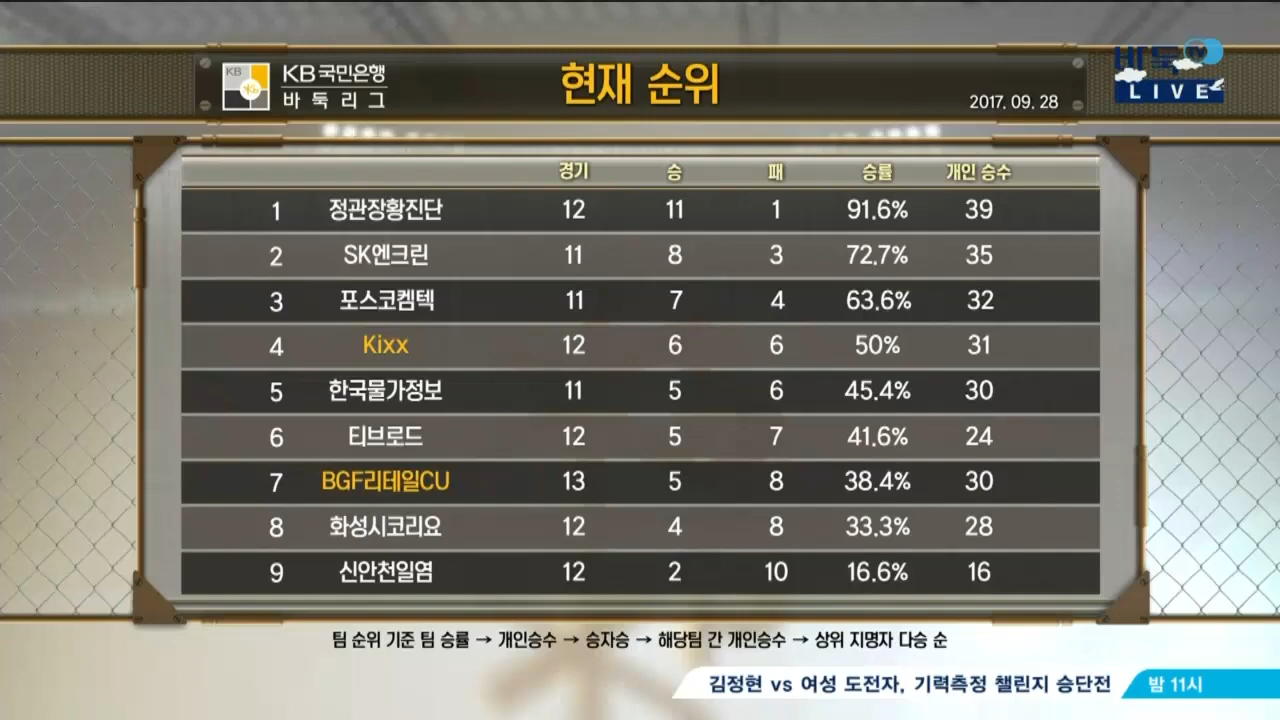 KB KB국민은행
바둑리그
현재 순위
2017. 09. 28
바둑TV
LIVE
경기 승 패 승률 개인 승수
1 정관장황진단 12 11 1 91.6% 39
2 SK엔크린 11 8 3 72.7% 35
3 포스코켐텍 11 7 4 63.6% 32
4 Kixx 12 6 6 50% 31
5 한국물가정보 11 5 6 45.4% 30
6 티브로드 12 5 7 41.6% 24
7 BGF리테일CU 13 5 8 38.4% 30
8 화성시코리요 12 4 8 33.3% 28
9 신안천일염 12 2 10 16.6% 16
팀 순위 기준 팀 승률 → 개인승수 → 승자승 → 해당팀 간 개인승수 → 상위 지명자 다승 순
김정현 vs 여성 도전자, 기력측정 챌린지 승단전 밤 11시